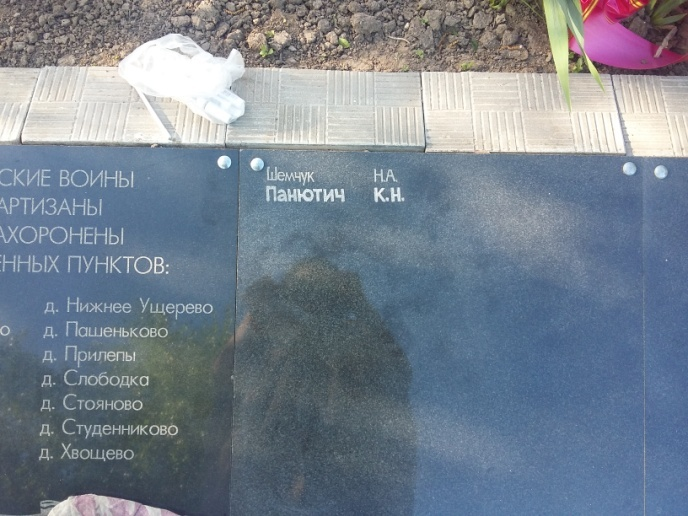 СКИЕ ВОИНЫ
АРТИЗАНЫ
АХОРОНЕНЫ
ЕННЫХ ПУНКТОВ:
д. Нижнее Ущерево
о д. Пашеньково
д. Прилепы
д. Слободка
д. Стояново
д. Студенниково
д. Хвощево
Шемчук Н.А.
Панютич К.Н.